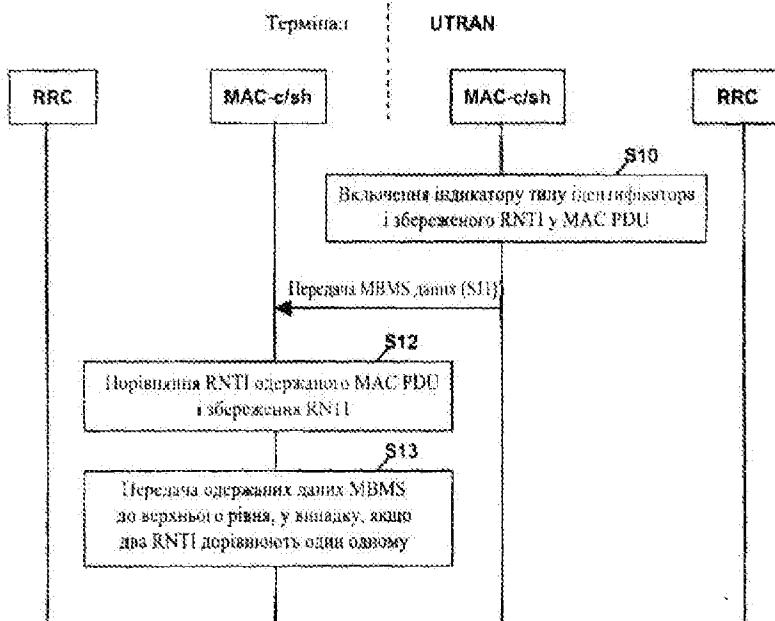 Термінал UTRAN
RRC MAC-c/sh MAC-c/sh RRC
S10
Включення індикатору типу ідентифікатора
і збереженого RNTI у MAC PDU
Передача MBMS даних (S11)
S12
Порівняння RNTI одержаного MAC PDU
і збереження RNTI
S13
Передача одержаних даних MBMS
до верхнього рівня, у випадку, якщо
два RNTI дорівнюють один одному